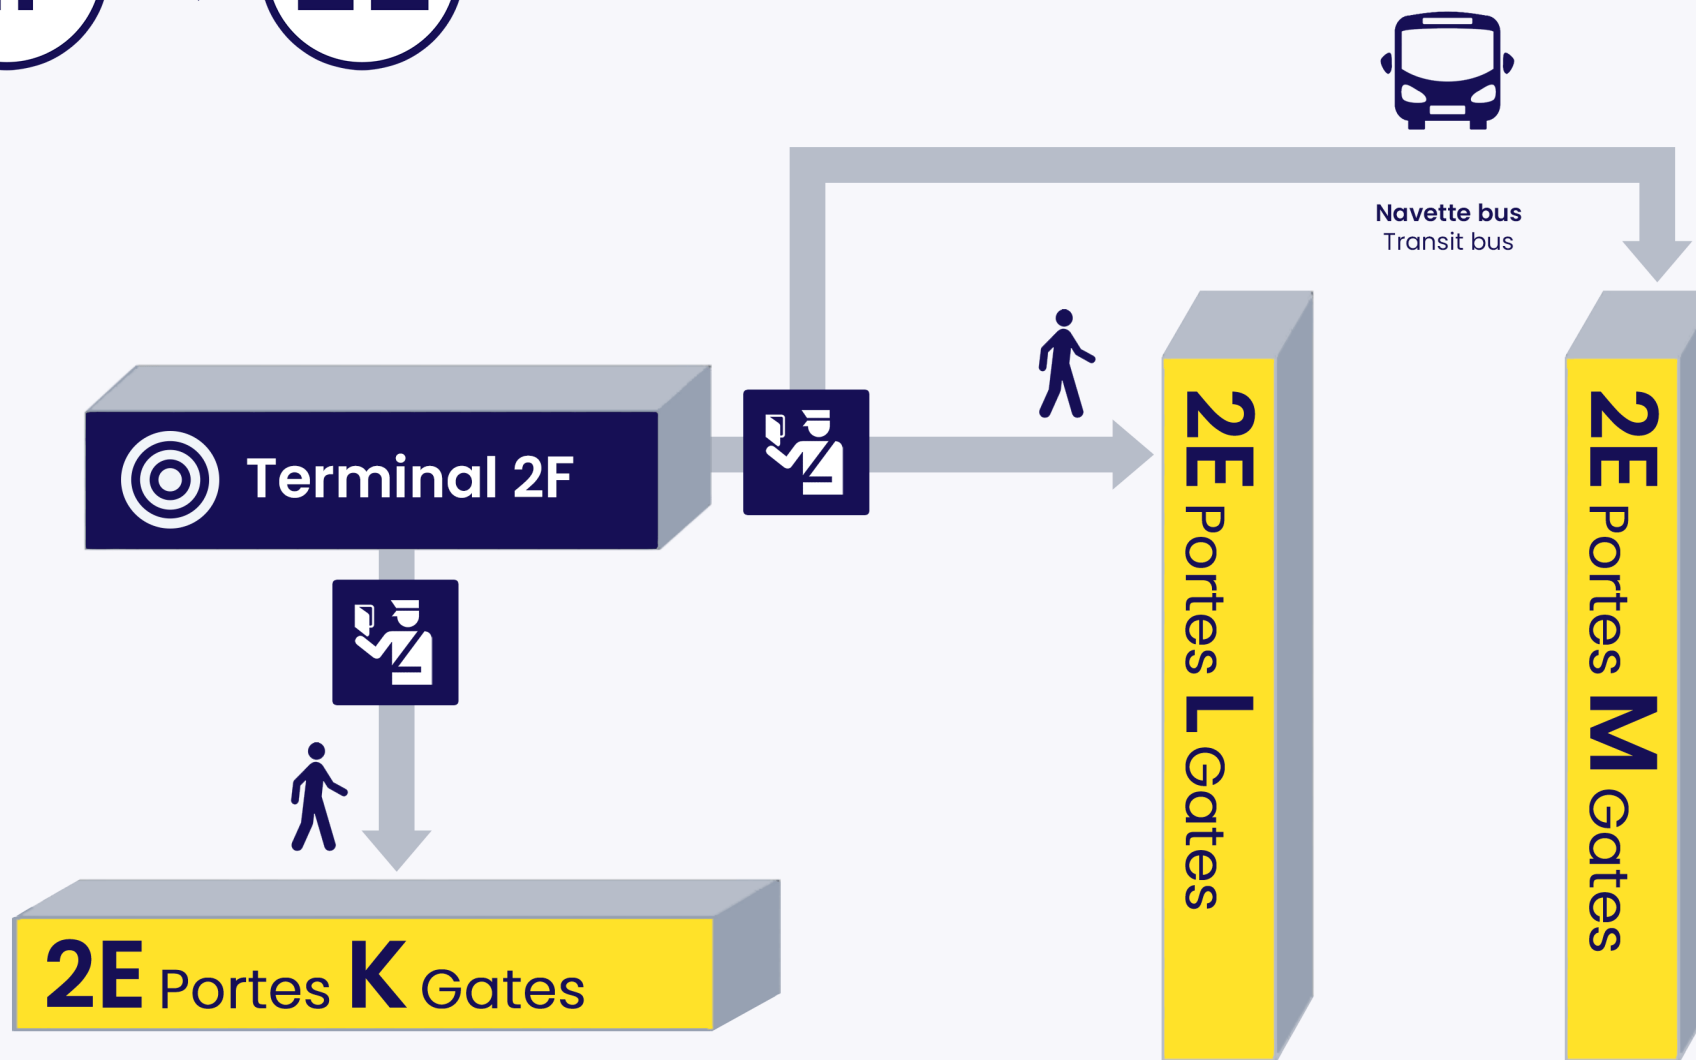 Navette bus
Transit bus
Terminal 2F
2E Portes L Gates
2E Portes M Gates
2E Portes K Gates